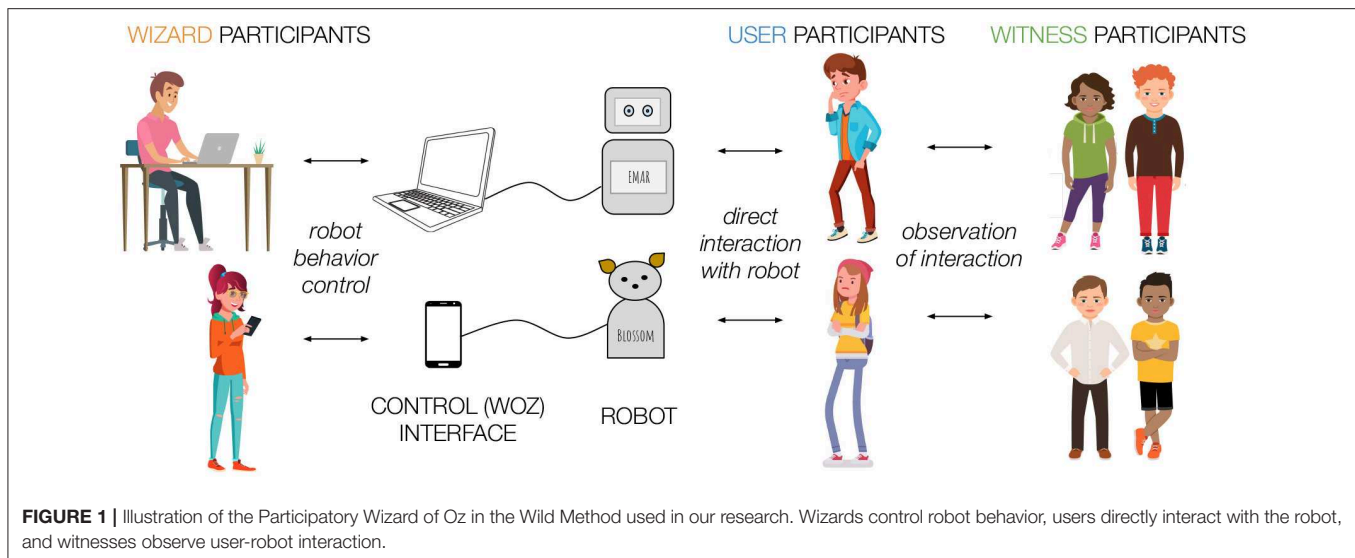 WIZARD PARTICIPANTS
USER PARTICIPANTS
WITNESS PARTICIPANTS
EMAR
robot
behavior
control
direct
interaction
with robot
observation
of interaction
BLOSSOM
CONTROL (WOZ)
INTERFACE
ROBOT
FIGURE 1 | Illustration of the Participatory Wizard of Oz in the Wild Method used in our research. Wizards control robot behavior, users directly interact with the robot,
and witnesses observe user-robot interaction.